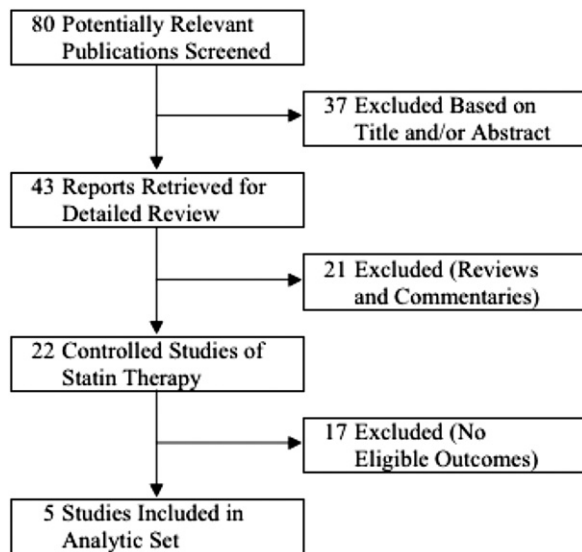 80 Potentially Relevant
Publications Screened
37 Excluded Based on
Title and/or Abstract
43 Reports Retrieved for
Detailed Review
21 Excluded (Reviews
and Commentaries)
22 Controlled Studies of
Statin Therapy
17 Excluded (No
Eligible Outcomes)
5 Studies Included in
Analytic Set